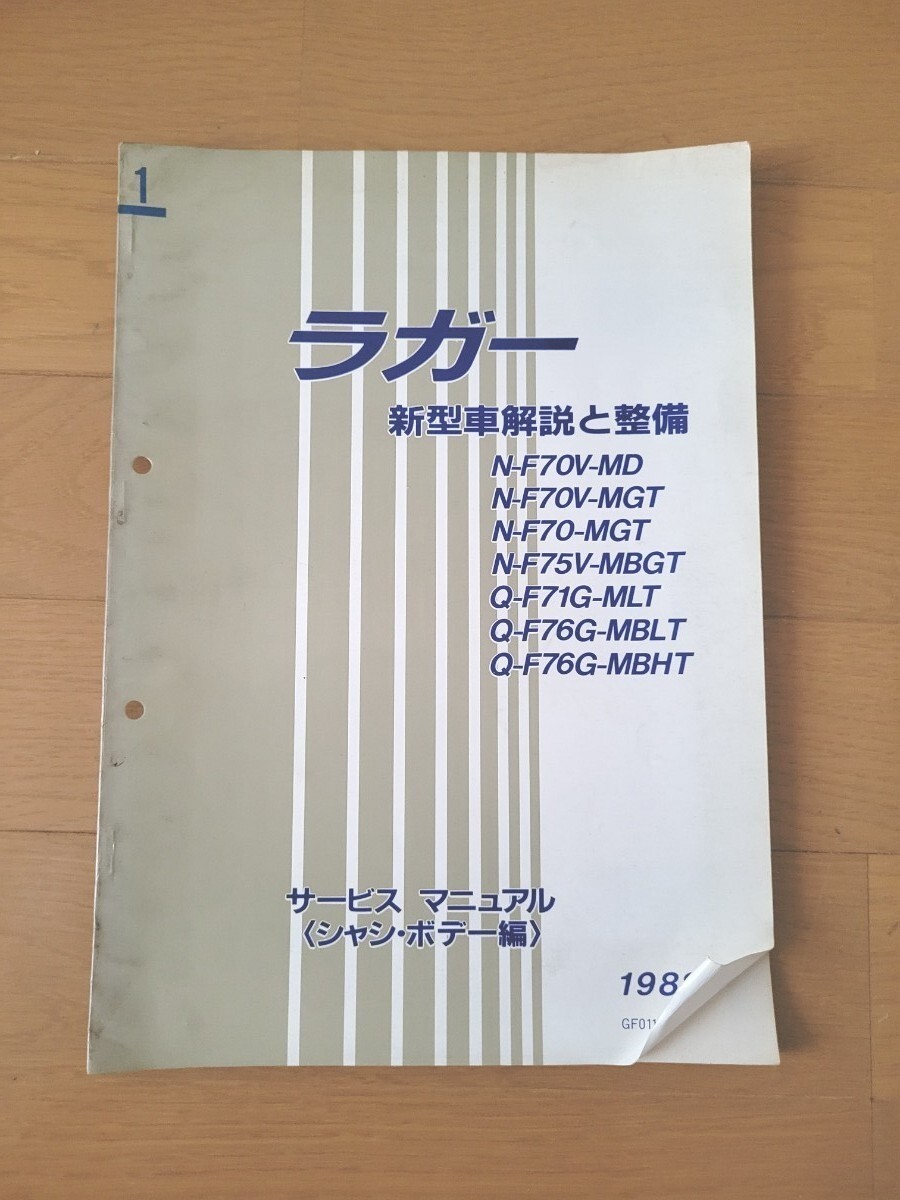 1
ラガー
新型車解説と整備
N-F70V-MD
N-F70V-MGT
N-F70-MGT
N-F75V-MBGT
Q-F71G-MLT
Q-F76G-MBLT
Q-F76G-MBHT
サービス マニュアル
〈シャシ・ボデー編〉
198
GF011